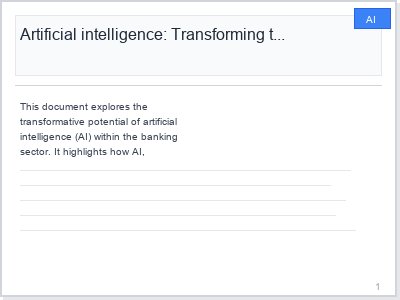 AI
Artificial intelligence: Transforming t...
This document explores the
transformative potential of artificial
intelligence (AI) within the banking
sector. It highlights how AI,
1